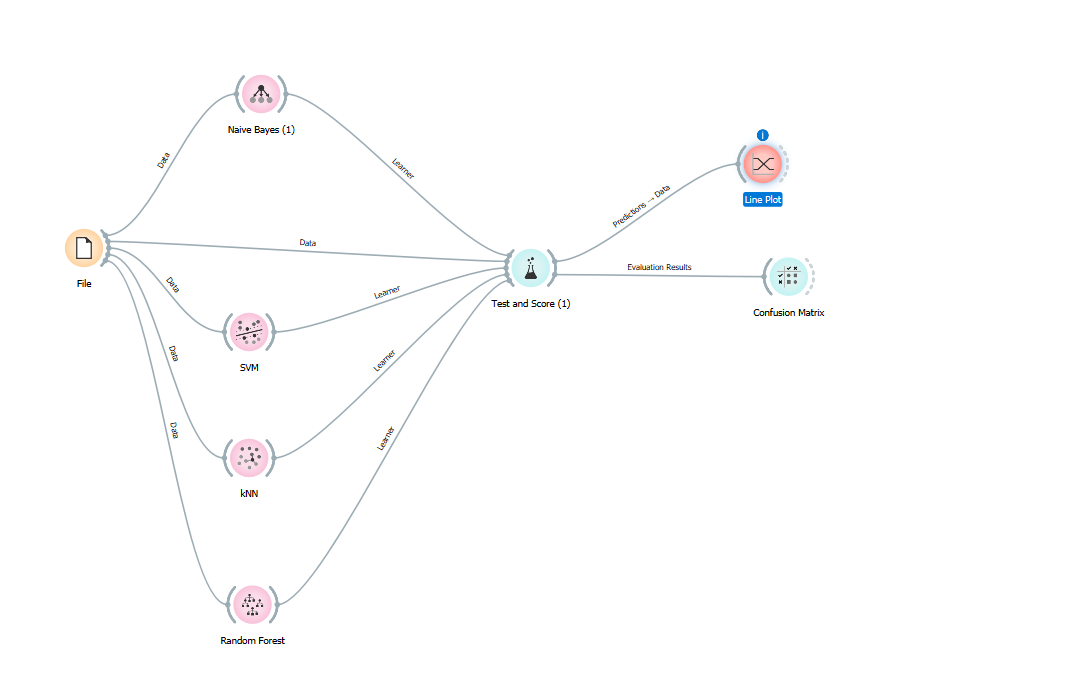 Naive Bayes (1)
Data
Learner
Line Plot
Predictions → Data
File
Data
Test and Score (1)
Evaluation Results
Confusion Matrix
Data
Learner
SVM
Data
Learner
kNN
Data
Learner
Random Forest